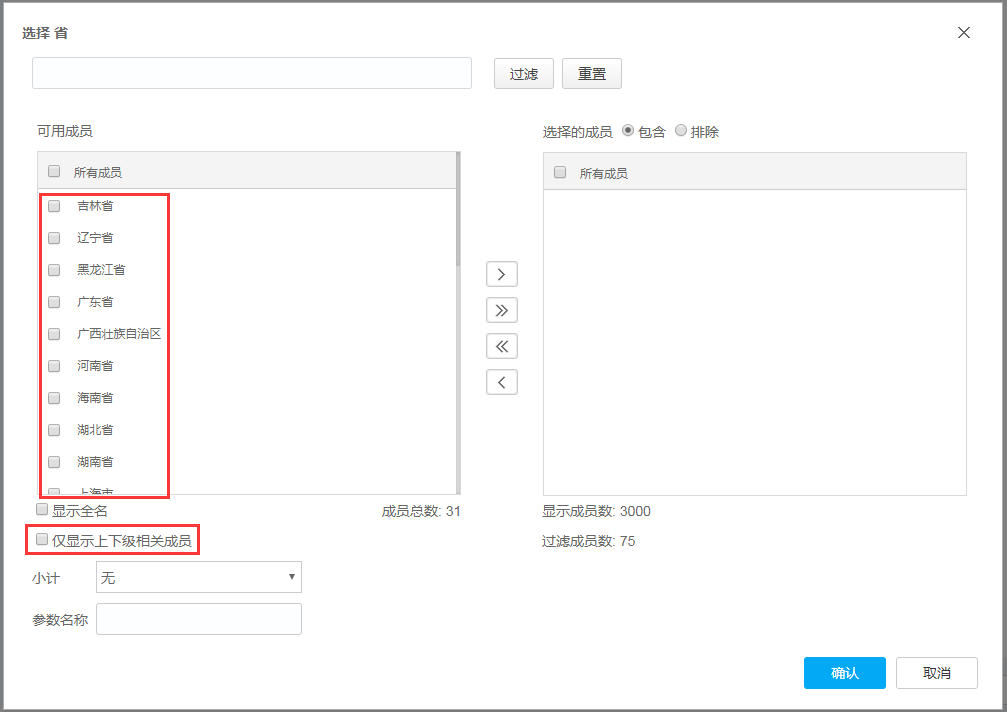 选择 省
过滤 重置
可用成员
选择的成员 包含 排除
所有成员
所有成员
吉林省
辽宁省
黑龙江省
广东省
广西壮族自治区
河南省
海南省
湖北省
湖南省
上海市
显示全名 成员总数: 31
显示成员数: 3000
仅显示上下级相关成员
过滤成员数: 75
小计 无
参数名称
确认 取消